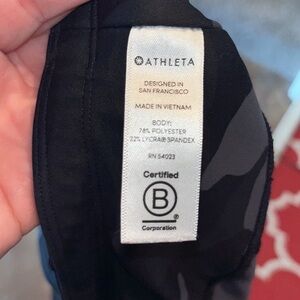 ATHLETA
DESIGNED IN
SAN FRANCISCO
MADE IN VIETNAM
BODY:
78% POLYESTER
22% LYCRA® SPANDEX
RN 54023
Certified
B
®
Corporation